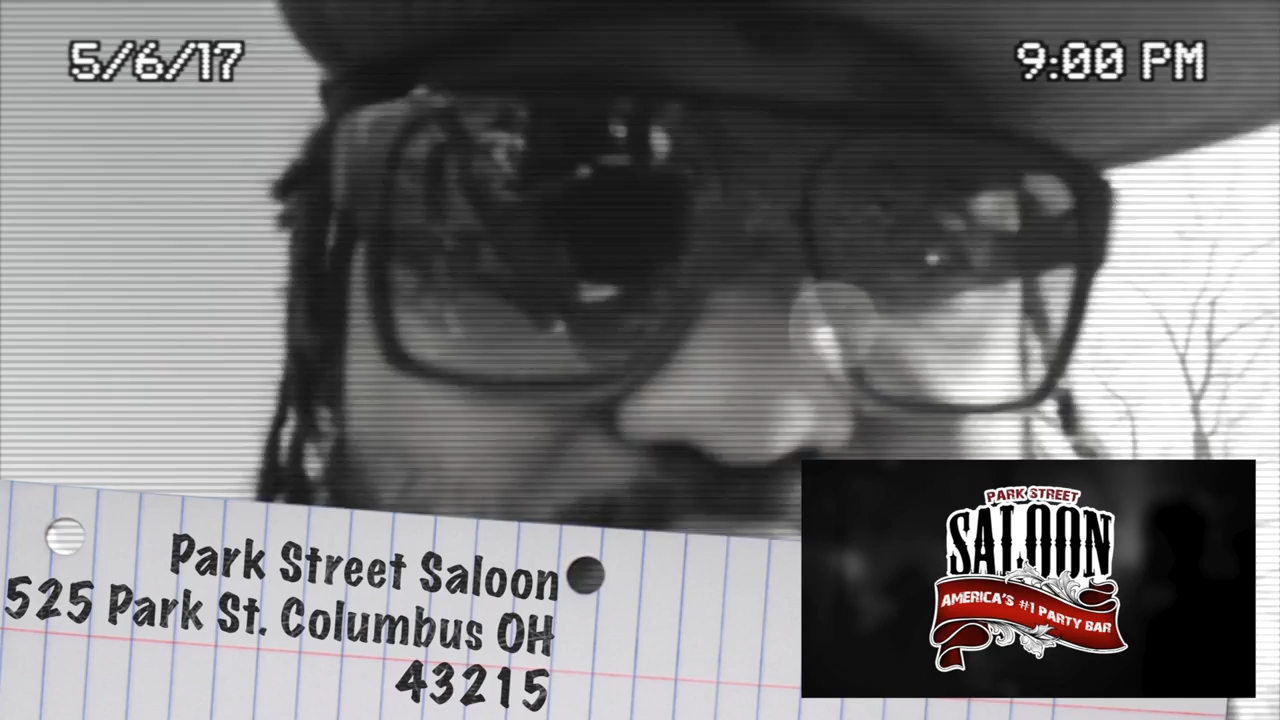 5/6/17
9:00 PM
Park Street Saloon
525 Park St. Columbus OH
43215
PARK STREET
SALOON
AMERICA'S #1 PARTY BAR